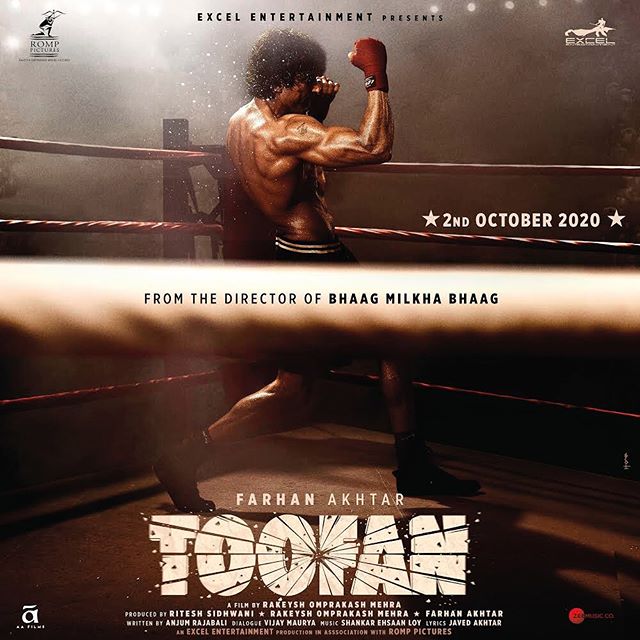 EXCEL ENTERTAINMENT PRESENTS
ROMP
PICTURES
EXCEL
ENTERTAINMENT
★ 2ND OCTOBER 2020 ★
FROM THE DIRECTOR OF BHAAG MILKHA BHAAG
FARHAN AKHTAR
TOOFAN
A FILM BY RAKEYSH OMPRAKASH MEHRA
PRODUCED BY RITESH SIDHWANI ★ RAKEYSH OMPRAKASH MEHRA ★ FARHAN AKHTAR
WRITTEN BY ANJUM RAJABALI DIALOGUE VIJAY MAURYA MUSIC SHANKAR EHSAAN LOY LYRICS JAVED AKHTAR
AN EXCEL ENTERTAINMENT PRODUCTION IN ASSSOCIATION WITH ROMP PICTURES
ā
AA FILMS
ZEE MUSIC CO.